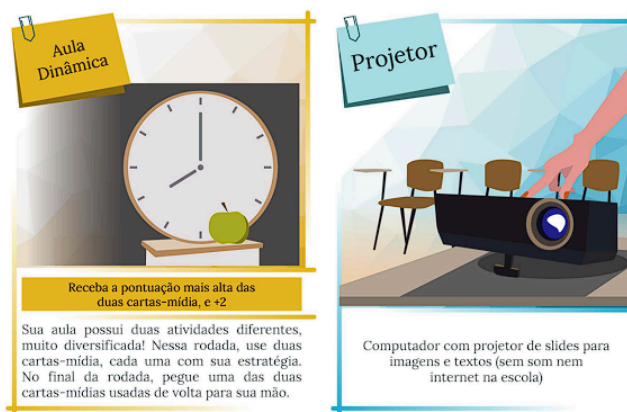 Aula
Dinâmica
Receba a pontuação mais alta das
duas cartas-mídia, e +2
Sua aula possui duas atividades diferentes,
muito diversificada! Nessa rodada, use duas
cartas-mídia, cada uma com sua estratégia.
No final da rodada, pegue uma das duas
cartas-mídias usadas de volta para sua mão.
Projetor
Computador com projetor de slides para
imagens e textos (sem som nem
internet na escola)